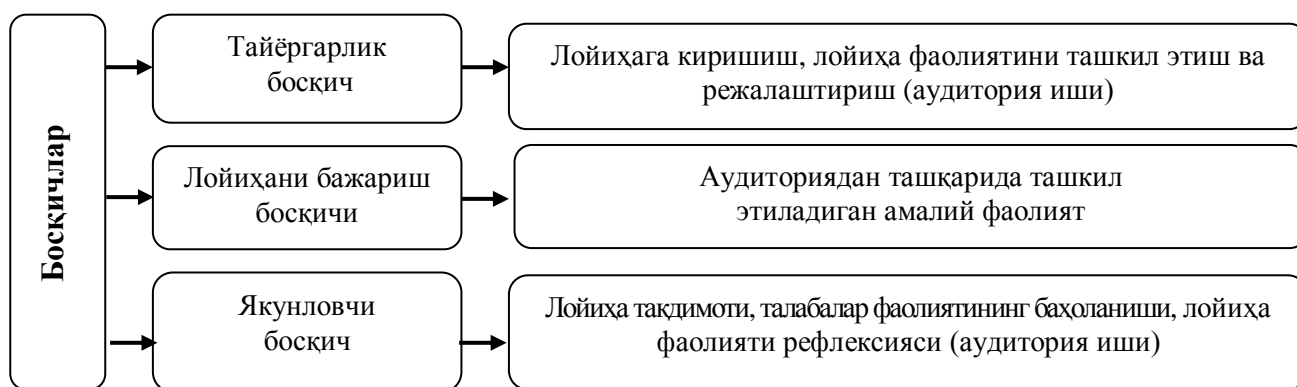 Босқичлар
Тайёргарлик
босқич
Лойиҳага киришиш, лойиҳа фаолиятини ташкил этиш ва
режалаштириш (аудитория иши)
Лойиҳани бажариш
босқичи
Аудиториядан ташқарида ташкил
этиладиган амалий фаолият
Якунловчи
босқич
Лойиҳа тақдимоти, талабалар фаолиятининг баҳоланиши, лойиҳа
фаолияти рефлексияси (аудитория иши)